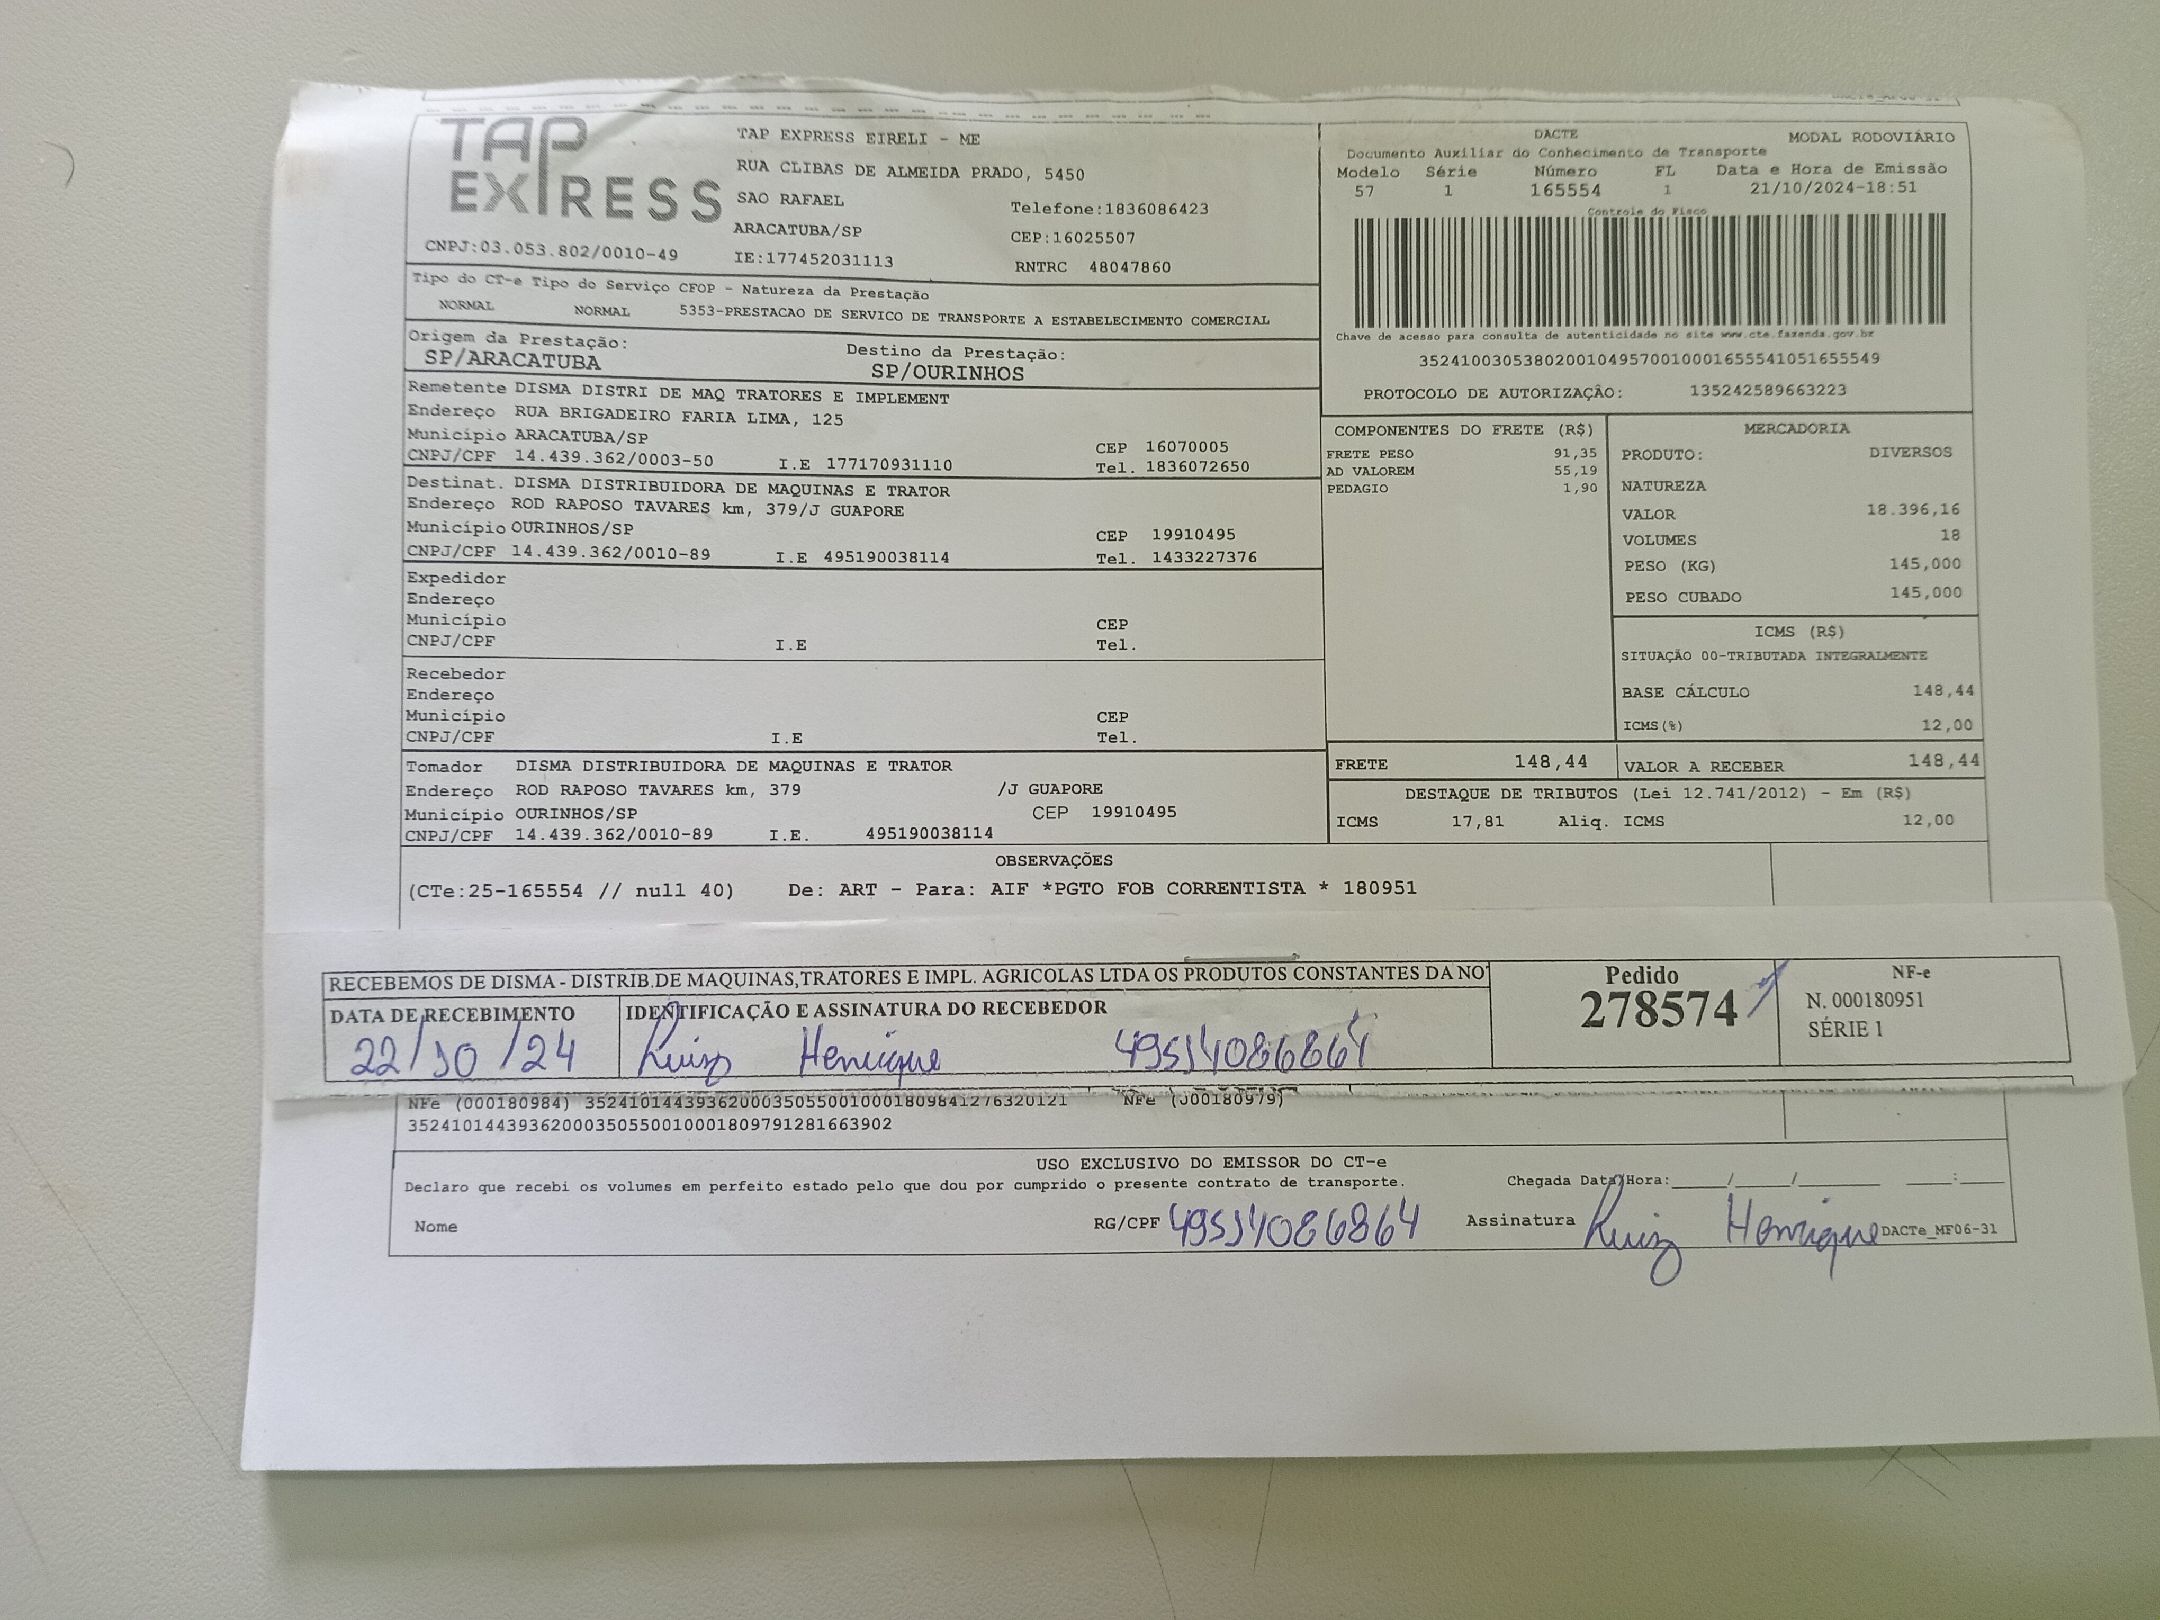 TAP EXPRESS
TAP EXPRESS EIRELI - ME
RUA CLIBAS DE ALMEIDA PRADO, 5450
SAO RAFAEL Telefone:1836086423
ARACATUBA/SP CEP:16025507
CNPJ:03.053.802/0010-49 IE:177452031113 RNTRC 48047860
DACTE MODAL RODOVIÁRIO
Documento Auxiliar do Conhecimento de Transporte
Modelo Série Número FL Data e Hora de Emissão
57 1 165554 1 21/10/2024-18:51
Controle do Fisco
Chave de acesso para consulta de autenticidade no site www.cte.fazenda.gov.br
35241003053802001049570010001655541051655549
PROTOCOLO DE AUTORIZAÇÃO: 135242589663223
Tipo do CT-e Tipo do Serviço CFOP - Natureza da Prestação
NORMAL NORMAL 5353-PRESTACAO DE SERVICO DE TRANSPORTE A ESTABELECIMENTO COMERCIAL
Origem da Prestação: Destino da Prestação:
SP/ARACATUBA SP/OURINHOS
Remetente DISMA DISTRI DE MAQ TRATORES E IMPLEMENT
Endereço RUA BRIGADEIRO FARIA LIMA, 125
Município ARACATUBA/SP CEP 16070005
CNPJ/CPF 14.439.362/0003-50 I.E 177170931110 Tel. 1836072650
Destinat. DISMA DISTRIBUIDORA DE MAQUINAS E TRATOR
Endereço ROD RAPOSO TAVARES km, 379/J GUAPORE
Município OURINHOS/SP CEP 19910495
CNPJ/CPF 14.439.362/0010-89 I.E 495190038114 Tel. 1433227376
Expedidor
Endereço
Município CEP
CNPJ/CPF I.E Tel.
Recebedor
Endereço
Município CEP
CNPJ/CPF I.E Tel.
Tomador DISMA DISTRIBUIDORA DE MAQUINAS E TRATOR
Endereço ROD RAPOSO TAVARES km, 379 /J GUAPORE
Município OURINHOS/SP CEP 19910495
CNPJ/CPF 14.439.362/0010-89 I.E. 495190038114
COMPONENTES DO FRETE (R$)
FRETE PESO 91,35
AD VALOREM 55,19
PEDAGIO 1,90
MERCADORIA
PRODUTO: DIVERSOS
NATUREZA
VALOR 18.396,16
VOLUMES 18
PESO (KG) 145,000
PESO CUBADO 145,000
ICMS (R$)
SITUAÇÃO 00-TRIBUTADA INTEGRALMENTE
BASE CÁLCULO 148,44
ICMS(%) 12,00
FRETE 148,44 VALOR A RECEBER 148,44
DESTAQUE DE TRIBUTOS (Lei 12.741/2012) - Em (R$)
ICMS 17,81 Aliq. ICMS 12,00
OBSERVAÇÕES
(CTe:25-165554 // null 40) De: ART - Para: AIF *PGTO FOB CORRENTISTA * 180951
RECEBEMOS DE DISMA - DISTRIB.DE MAQUINAS,TRATORES E IMPL. AGRICOLAS LTDA OS PRODUTOS CONSTANTES DA NO
DATA DE RECEBIMENTO IDENTIFICAÇÃO E ASSINATURA DO RECEBEDOR
22/10/24 Luiz Henrique 49514086864
Pedido
278574
NF-e
N. 000180951
SÉRIE 1
NFe (000180984) 35241014439362000350550010001809841276320121 NFe (000180979)
35241014439362000350550010001809791281663902
USO EXCLUSIVO DO EMISSOR DO CT-e
Declaro que recebi os volumes em perfeito estado pelo que dou por cumprido o presente contrato de transporte. Chegada Data/Hora:____/____/________ ____:____
Nome RG/CPF 49514086864 Assinatura Luiz Henrique DACTe_MF06-31